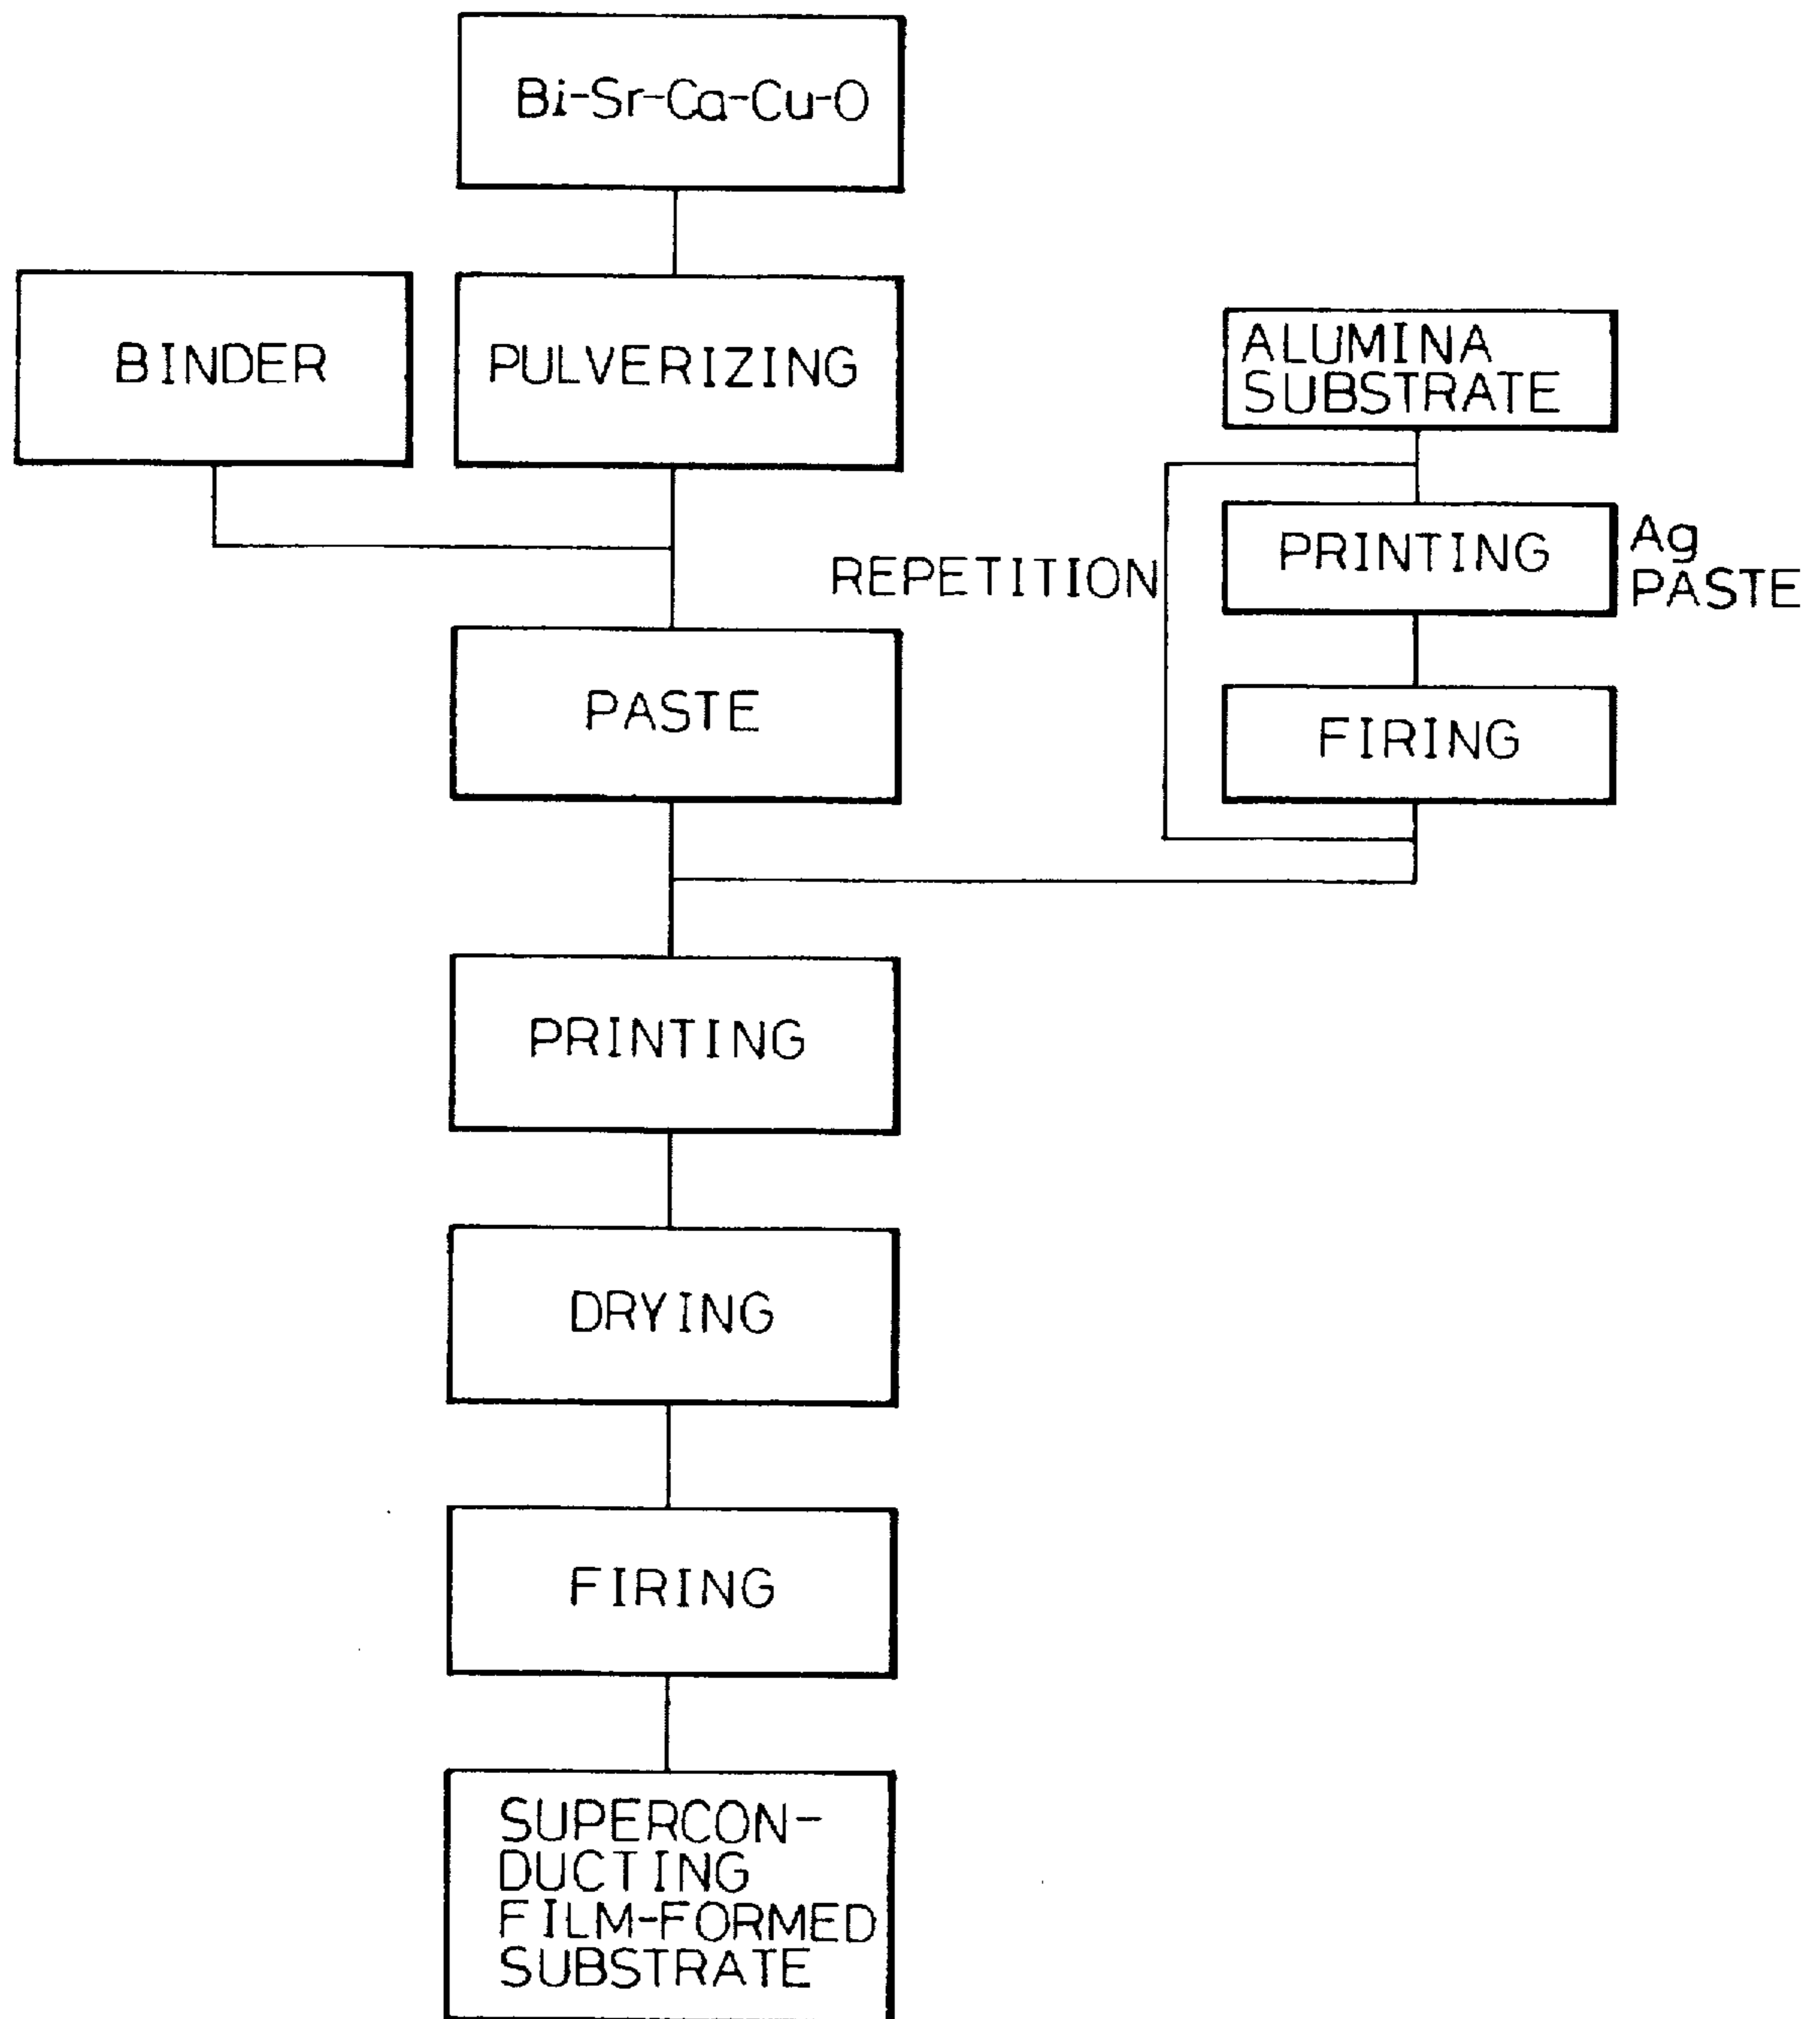 Bi-Sr-Ca-Cu-O
BINDER
PULVERIZING
ALUMINA
SUBSTRATE
PRINTING
Ag
PASTE
REPETITION
PASTE
FIRING
PRINTING
DRYING
FIRING
SUPERCON-
DUCTING
FILM-FORMED
SUBSTRATE